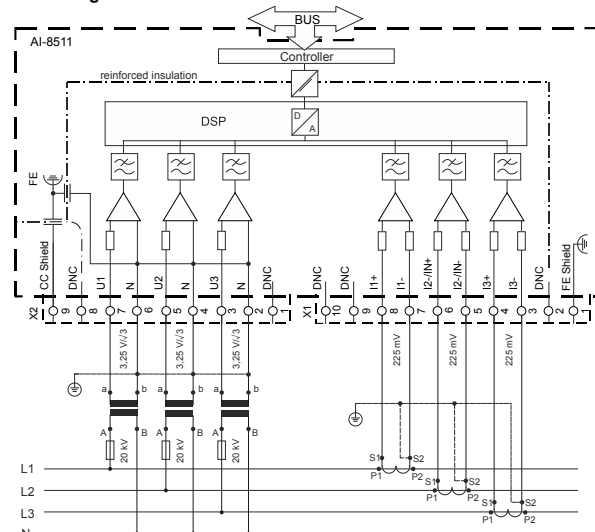 BUS
AI-8511
Controller
reinforced insulation
DSP
D
A
FE
CC Shield
DNC
U1
N
U2
N
U3
N
DNC
DNC
DNC
I1+
I1-
I2-/IN+
I2-/IN-
I3+
I3-
DNC
FE Shield
X2
9
8
7
6
5
4
3
2
1
X1
10
9
8
7
6
5
4
3
2
1
3,25 V/√3
3,25 V/√3
3,25 V/√3
225 mV
225 mV
225 mV
a
b
a
b
a
b
A
B
A
B
A
B
20 kV
20 kV
20 kV
S1
S2
L1
P1
P2
S1
S2
L2
P1
P2
S1
S2
L3
P1
P2
N